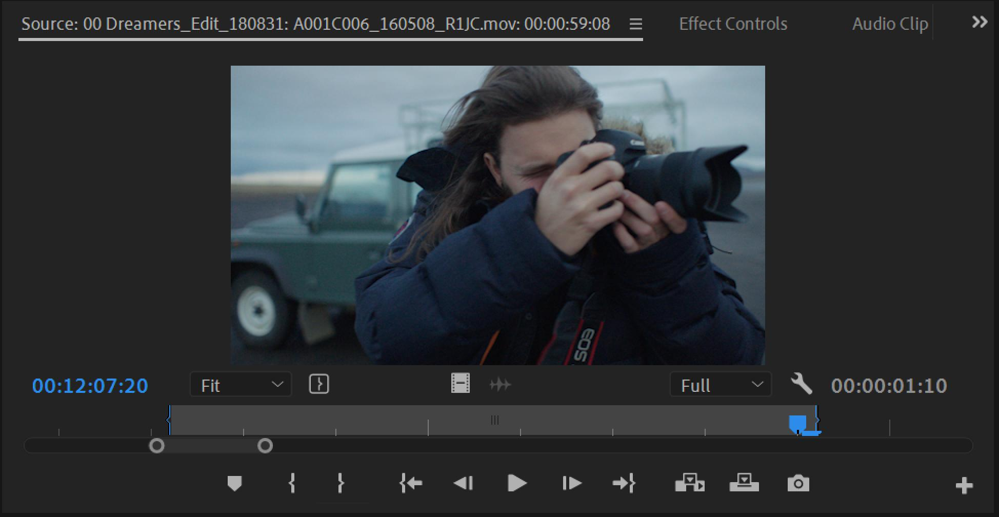 Source: 00 Dreamers_Edit_180831: A001C006_160508_R1JC.mov: 00:00:59:08
Effect Controls
Audio Clip
Canon
EOS
00:12:07:20
Fit
Full
00:00:01:10